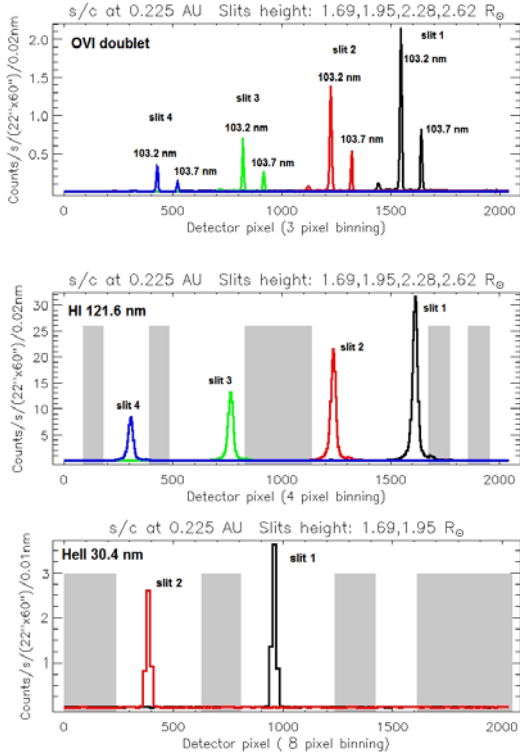 s/c at 0.225 AU Slits height: 1.69,1.95,2.28,2.62 R☉
OVI doublet
slit 1
103.2 nm
slit 2
103.2 nm
slit 3
slit 4
103.2 nm
103.2 nm
103.7 nm
103.7 nm
103.7 nm
103.7 nm
Counts/s/(22"x60")/0.02nm
2.0
1.5
1.0
0.5
0 500 1000 1500 2000
Detector pixel (3 pixel binning)
s/c at 0.225 AU Slits height: 1.69,1.95,2.28,2.62 R☉
HI 121.6 nm
slit 1
slit 2
slit 3
slit 4
Counts/s/(22"x60")/0.02nm
30
25
20
15
10
5
0 500 1000 1500 2000
Detector pixel (4 pixel binning)
s/c at 0.225 AU Slits height: 1.69,1.95 R☉
HeII 30.4 nm
slit 1
slit 2
Counts/s/(22"x60")/0.01nm
3
2
1
0 500 1000 1500 2000
Detector pixel ( 8 pixel binning)